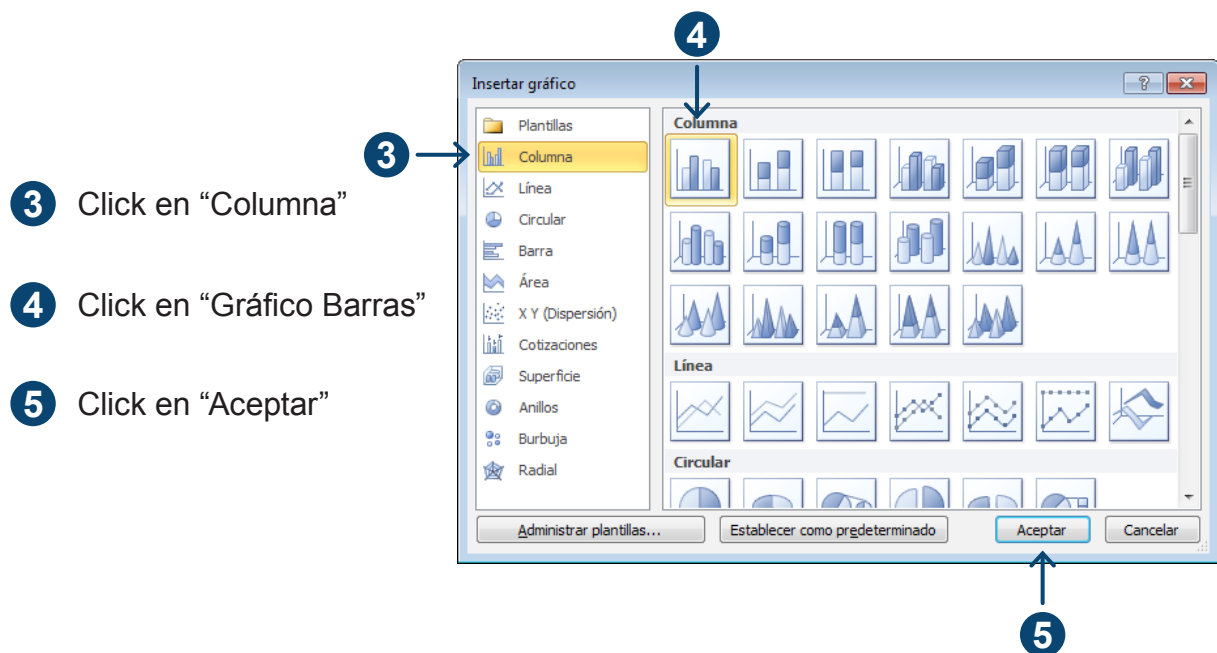 4
Insertar gráfico
Plantillas
Columna
Línea
Circular
Barra
Área
X Y (Dispersión)
Cotizaciones
Superficie
Anillos
Burbuja
Radial
Columna
Línea
Circular
Administrar plantillas...
Establecer como predeterminado
Aceptar
Cancelar
3
3 Click en “Columna”
4 Click en “Gráfico Barras”
5 Click en “Aceptar”
5